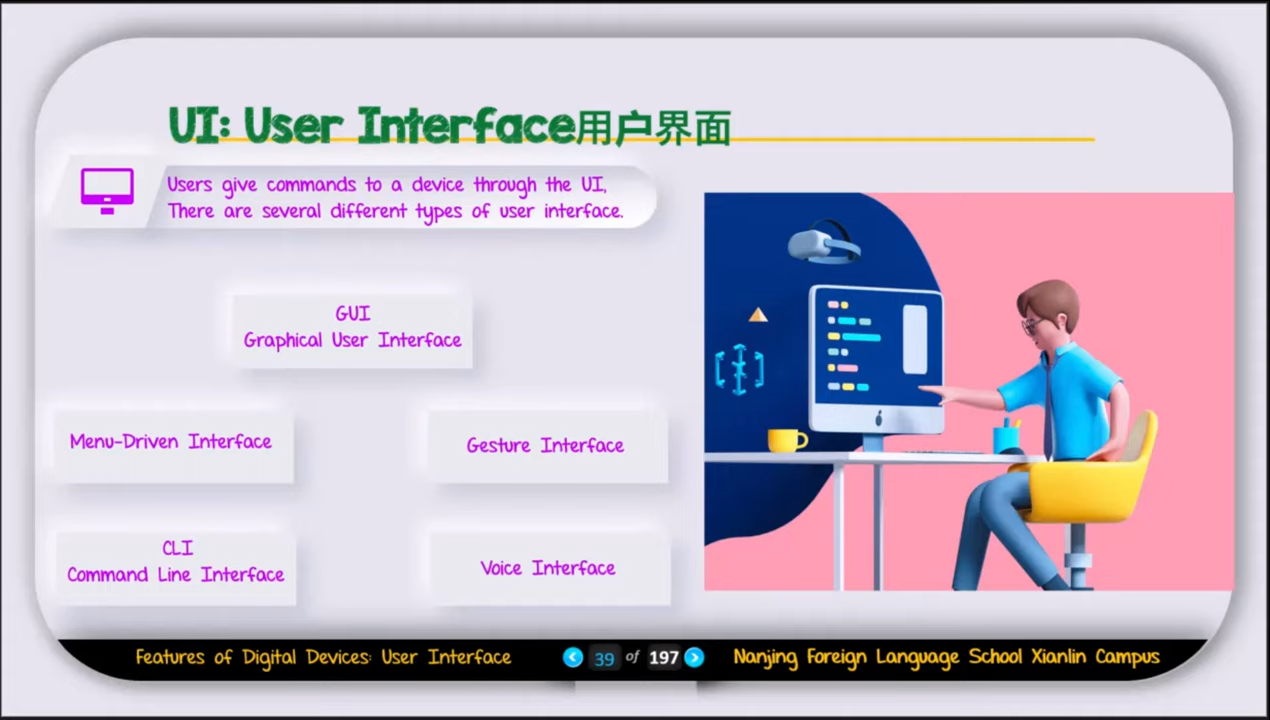 UI: User Interface用户界面
Users give commands to a device through the UI,
There are several different types of user interface.
GUI
Graphical User Interface
Menu-Driven Interface
Gesture Interface
CLI
Command Line Interface
Voice Interface
Features of Digital Devices: User Interface
39 of 197
Nanjing Foreign Language School Xianlin Campus